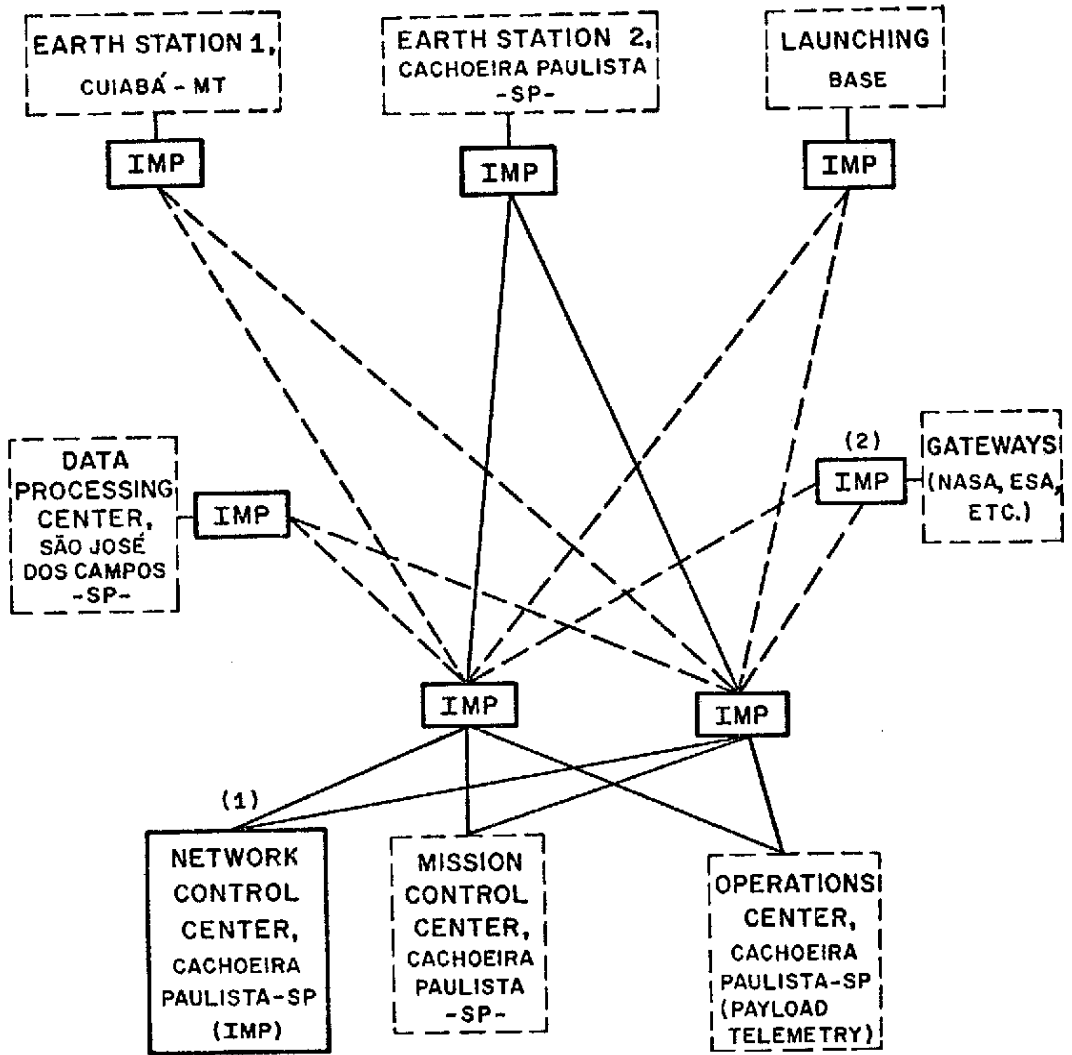 EARTH STATION 1,
CUIABÁ - MT
EARTH STATION 2,
CACHOEIRA PAULISTA
-SP-
LAUNCHING
BASE
IMP
IMP
IMP
DATA
PROCESSING
CENTER,
SÃO JOSÉ
DOS CAMPOS
-SP-
IMP
(2)
IMP
GATEWAYS
(NASA, ESA,
ETC.)
IMP
IMP
(1)
NETWORK
CONTROL
CENTER,
CACHOEIRA
PAULISTA-SP
(IMP)
MISSION
CONTROL
CENTER,
CACHOEIRA
PAULISTA
-SP-
OPERATIONS
CENTER,
CACHOEIRA
PAULISTA-SP
(PAYLOAD
TELEMETRY)